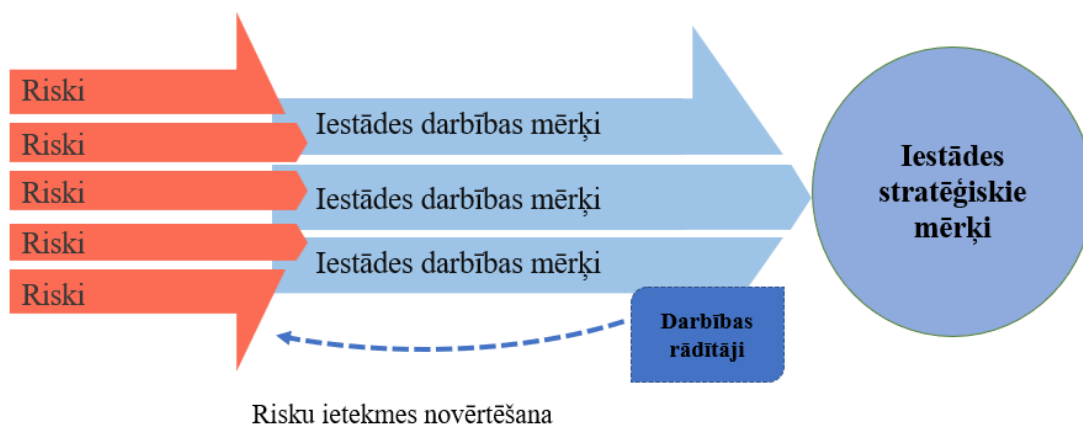 Riski
Riski
Riski
Riski
Riski
Iestādes darbības mērķi
Iestādes darbības mērķi
Iestādes darbības mērķi
Iestādes
stratēģiskie
mērķi
Darbības
rādītāji
Risku ietekmes novērtēšana